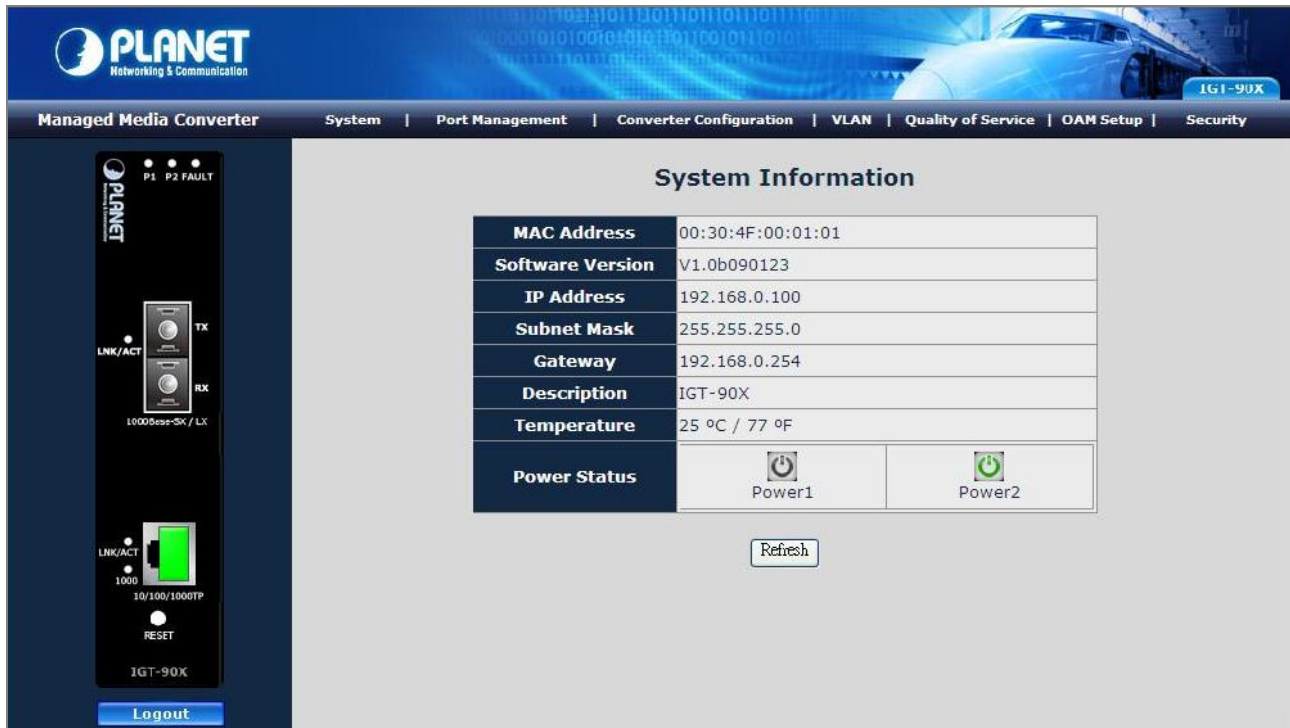 PLANET
Networking & Communication
IGT-90X
Managed Media Converter
System | Port Management | Converter Configuration | VLAN | Quality of Service | OAM Setup | Security
P1 P2 FAULT
PLANET
Networking & Communication
TX
LNK/ACT
RX
1000Base-SX / LX
LNK/ACT
1000
10/100/1000TP
RESET
IGT-90X
Logout
System Information
MAC Address 00:30:4F:00:01:01
Software Version V1.0b090123
IP Address 192.168.0.100
Subnet Mask 255.255.255.0
Gateway 192.168.0.254
Description IGT-90X
Temperature 25 ºC / 77 ºF
Power Status Power1 Power2
Refresh